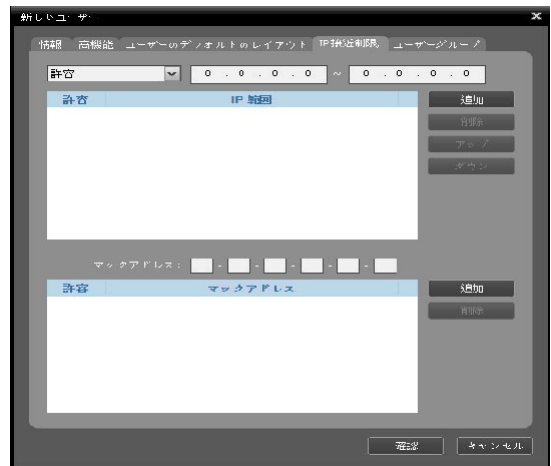 新しいユーザー
情報 高機能 ユーザーのデフォルトのレイアウト IP接近制限 ユーザーグループ
許容 0 . 0 . 0 . 0 ~ 0 . 0 . 0 . 0
許容 IP 範囲 追加
削除
アップ
ダウン
マックアドレス: - - - - -
許容 マックアドレス 追加
削除
確認 キャンセル